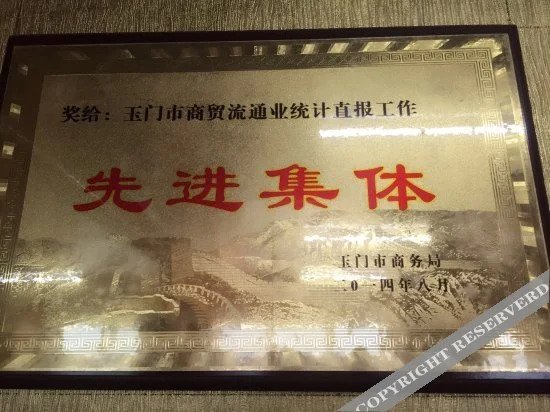 奖给：玉门市商贸流通业统计直报工作
先进集体
玉门市商务局
二0一四年八月
COPYRIGHT RESERVERD